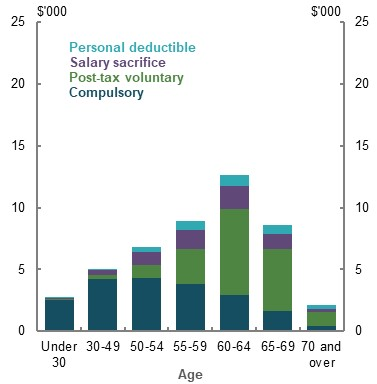 $'000
$'000
25
25
Personal deductible
Salary sacrifice
Post-tax voluntary
Compulsory
20
20
15
15
10
10
5
5
0
0
Under 30
30-49
50-54
55-59
60-64
65-69
70 and over
Age